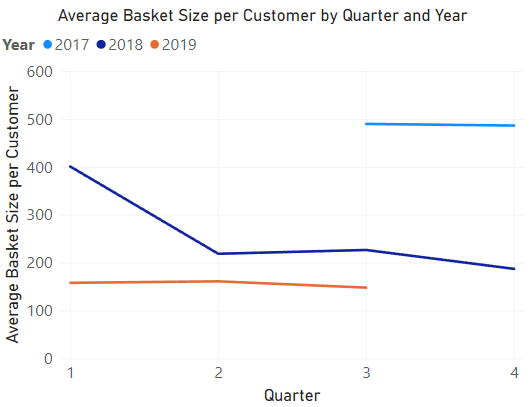 Average Basket Size per Customer by Quarter and Year
Year 2017 2018 2019
Average Basket Size per Customer
600
500
400
300
200
100
0
1 2 3 4
Quarter